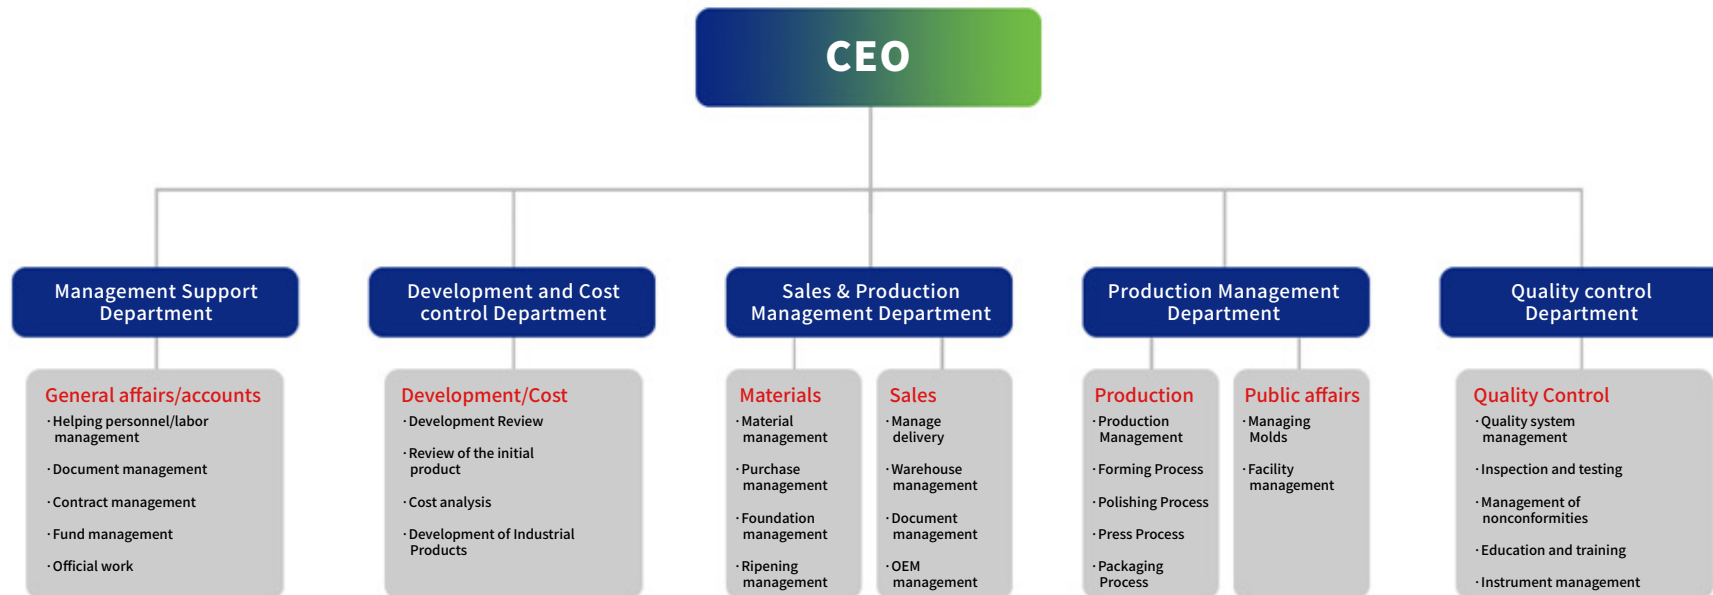 CEO
Management Support
Department
Development and Cost
control Department
Sales & Production
Management Department
Production Management
Department
Quality control
Department
General affairs/accounts
· Helping personnel/labor
management
· Document management
· Contract management
· Fund management
· Official work
Development/Cost
· Development Review
· Review of the initial
product
· Cost analysis
· Development of Industrial
Products
Materials
· Material
management
· Purchase
management
· Foundation
management
· Ripening
management
Sales
· Manage
delivery
· Warehouse
management
· Document
management
· OEM
management
Production
· Production
Management
· Forming Process
· Polishing Process
· Press Process
· Packaging
Process
Public affairs
· Managing
Molds
· Facility
management
Quality Control
· Quality system
management
· Inspection and testing
· Management of
nonconformities
· Education and training
· Instrument management